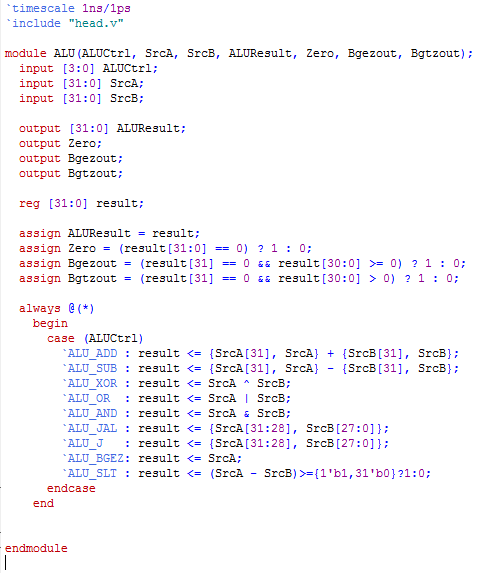 `timescale 1ns/1ps
`include "head.v"

module ALU(ALUCtrl, SrcA, SrcB, ALUResult, Zero, Bgezout, Bgtzout);
  input [3:0] ALUCtrl;
  input [31:0] SrcA;
  input [31:0] SrcB;

  output [31:0] ALUResult;
  output Zero;
  output Bgezout;
  output Bgtzout;

  reg [31:0] result;

  assign ALUResult = result;
  assign Zero = (result[31:0] == 0) ? 1 : 0;
  assign Bgezout = (result[31] == 0 && result[30:0] >= 0) ? 1 : 0;
  assign Bgtzout = (result[31] == 0 && result[30:0] > 0) ? 1 : 0;

  always @(*)
    begin
      case (ALUCtrl)
        `ALU_ADD : result <= {SrcA[31], SrcA} + {SrcB[31], SrcB};
        `ALU_SUB : result <= {SrcA[31], SrcA} - {SrcB[31], SrcB};
        `ALU_XOR : result <= SrcA ^ SrcB;
        `ALU_OR  : result <= SrcA | SrcB;
        `ALU_AND : result <= SrcA & SrcB;
        `ALU_JAL : result <= {SrcA[31:28], SrcB[27:0]};
        `ALU_J   : result <= {SrcA[31:28], SrcB[27:0]};
        `ALU_BGEZ: result <= SrcA;
        `ALU_SLT : result <= (SrcA - SrcB)>={1'b1,31'b0}?1:0;
      endcase
    end


endmodule